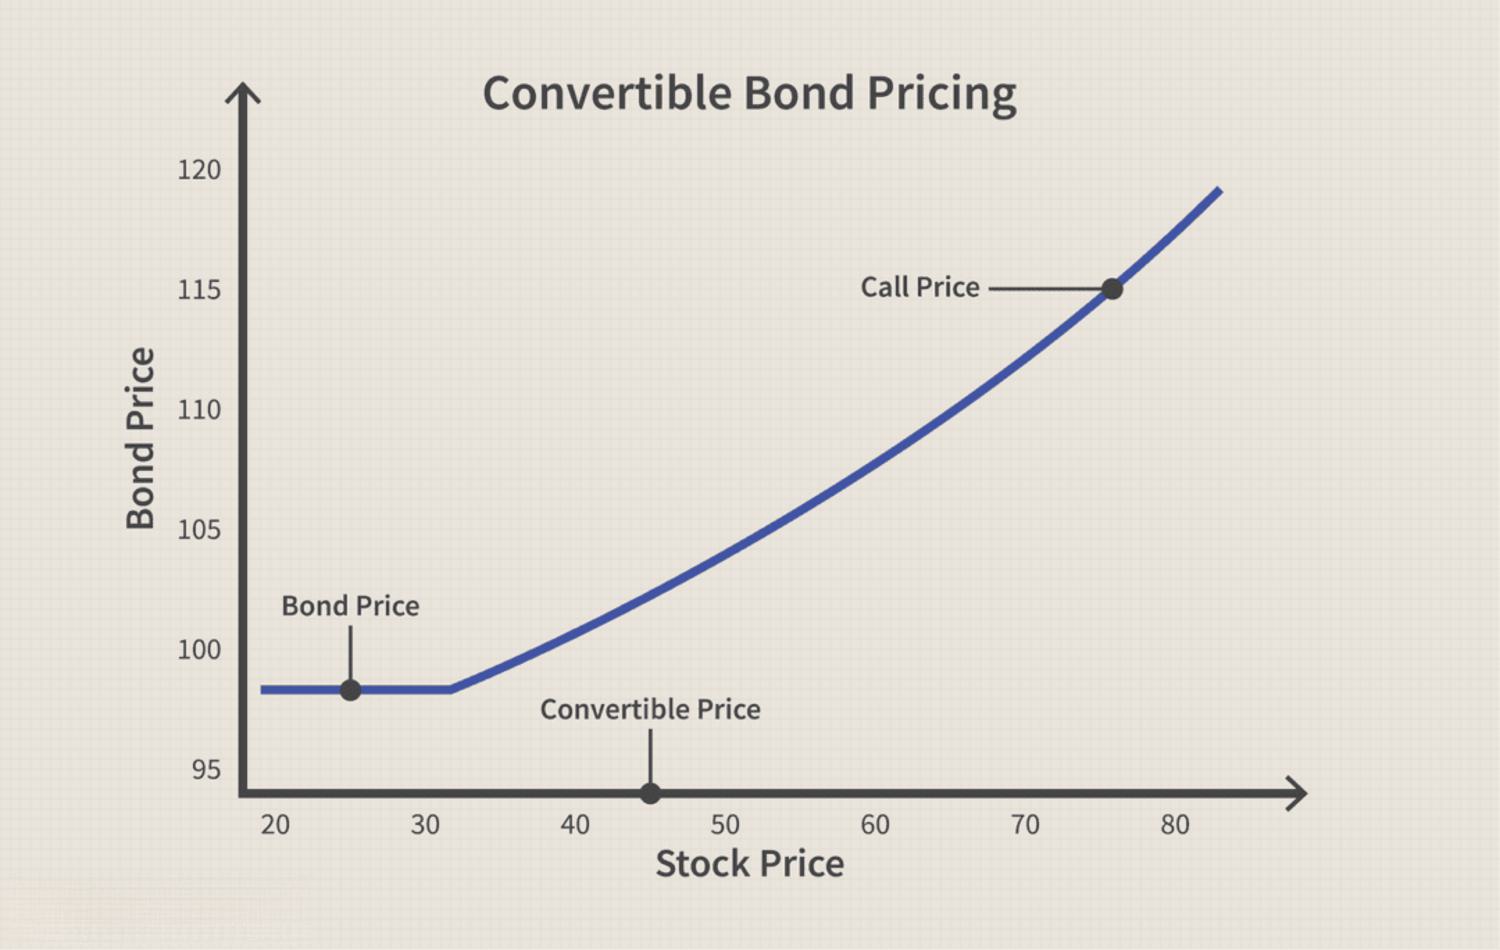 Convertible Bond Pricing
120
115
110
105
100
95
Bond Price
Call Price
Bond Price
Convertible Price
20 30 40 50 60 70 80
Stock Price